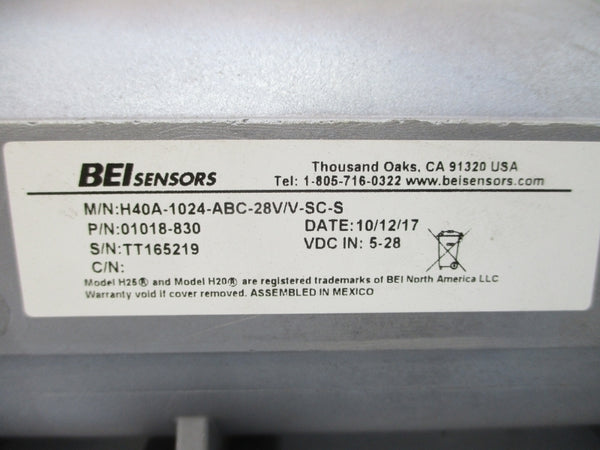 BEI SENSORS
Thousand Oaks, CA 91320 USA
Tel: 1-805-716-0322 www.beisensors.com
M/N:H40A-1024-ABC-28V/V-SC-S
P/N:01018-830 DATE: 10/12/17
S/N:TT165219 VDC IN: 5-28
C/N:
Model H25® and Model H20® are registered trademarks of BEI North America LLC
Warranty void if cover removed. ASSEMBLED IN MEXICO